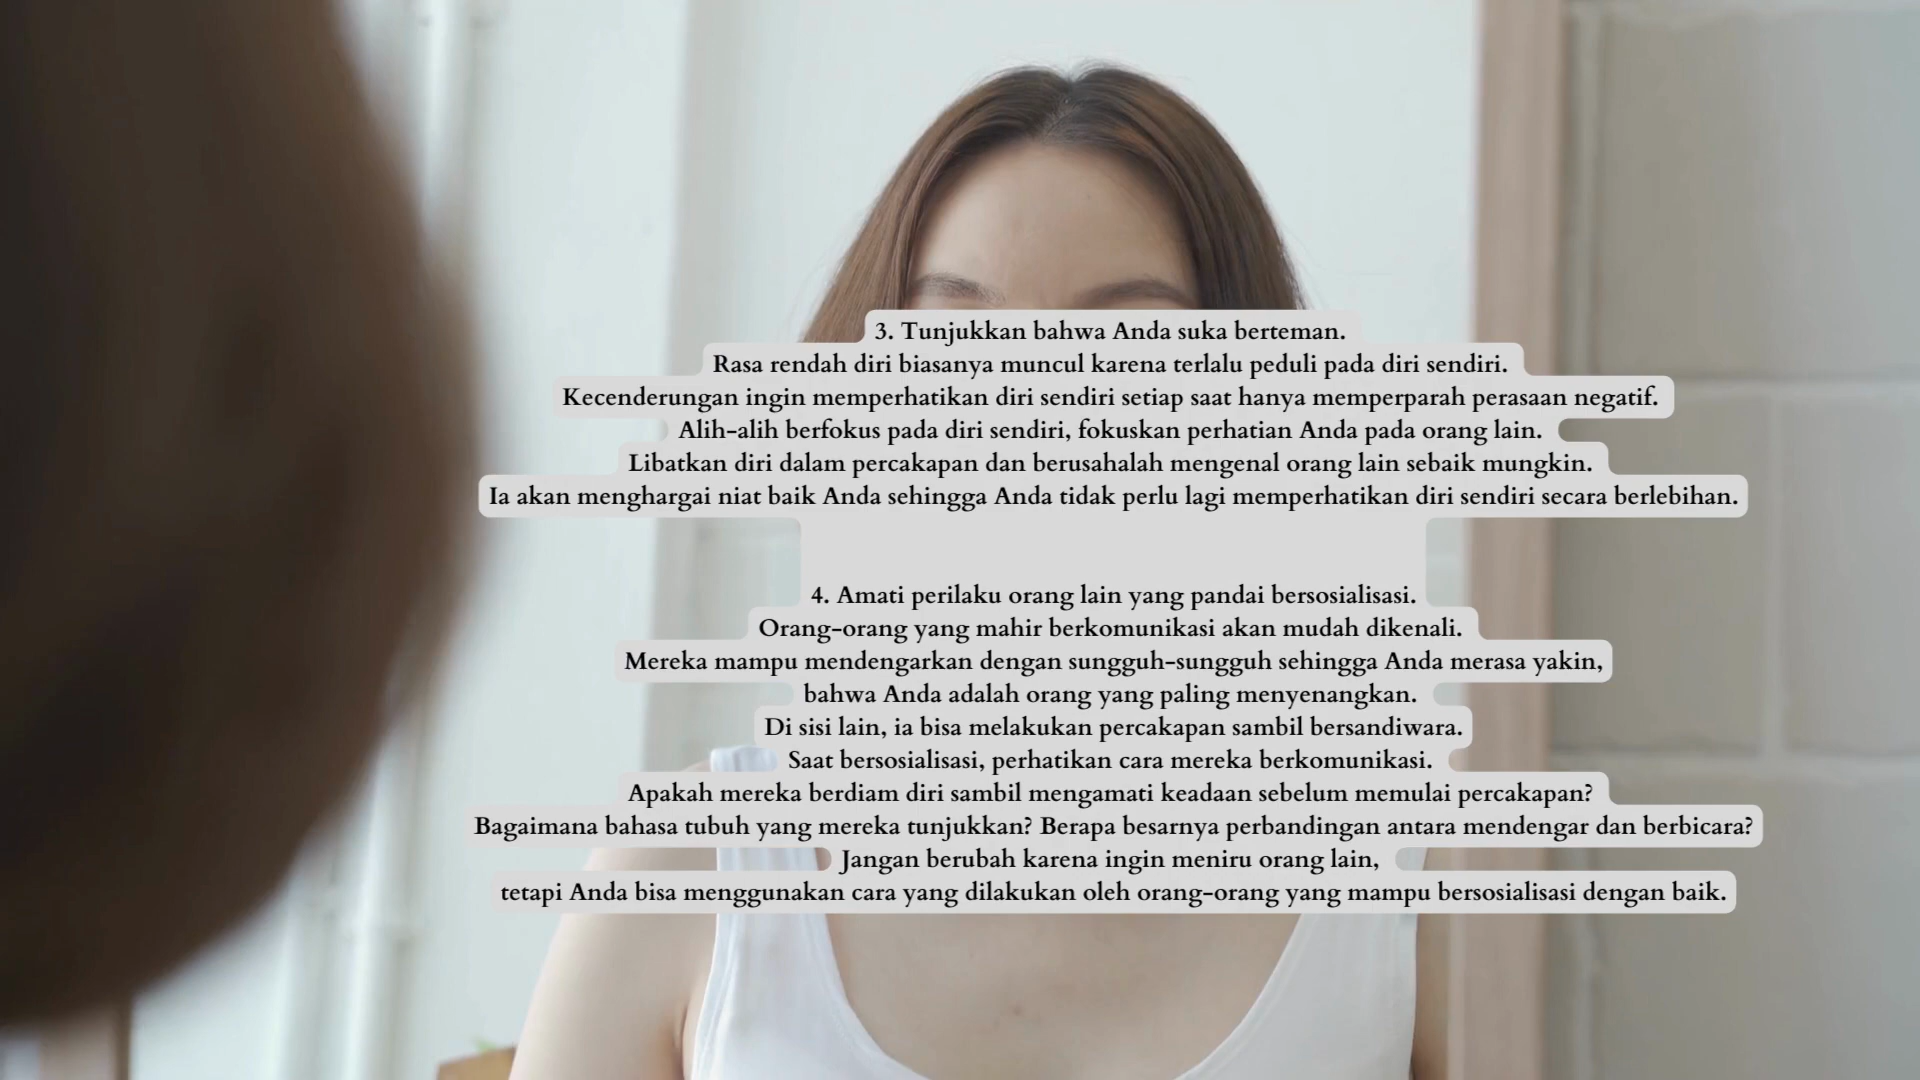 3. Tunjukkan bahwa Anda suka berteman.
Rasa rendah diri biasanya muncul karena terlalu peduli pada diri sendiri.
Kecenderungan ingin memperhatikan diri sendiri setiap saat hanya memperparah perasaan negatif.
Alih-alih berfokus pada diri sendiri, fokuskan perhatian Anda pada orang lain.
Libatkan diri dalam percakapan dan berusahalah mengenal orang lain sebaik mungkin.
Ia akan menghargai niat baik Anda sehingga Anda tidak perlu lagi memperhatikan diri sendiri secara berlebihan.
4. Amati perilaku orang lain yang pandai bersosialisasi.
Orang-orang yang mahir berkomunikasi akan mudah dikenali.
Mereka mampu mendengarkan dengan sungguh-sungguh sehingga Anda merasa yakin,
bahwa Anda adalah orang yang paling menyenangkan.
Di sisi lain, ia bisa melakukan percakapan sambil bersandiwara.
Saat bersosialisasi, perhatikan cara mereka berkomunikasi.
Apakah mereka berdiam diri sambil mengamati keadaan sebelum memulai percakapan?
Bagaimana bahasa tubuh yang mereka tunjukkan? Berapa besarnya perbandingan antara mendengar dan berbicara?
Jangan berubah karena ingin meniru orang lain,
tetapi Anda bisa menggunakan cara yang dilakukan oleh orang-orang yang mampu bersosialisasi dengan baik.